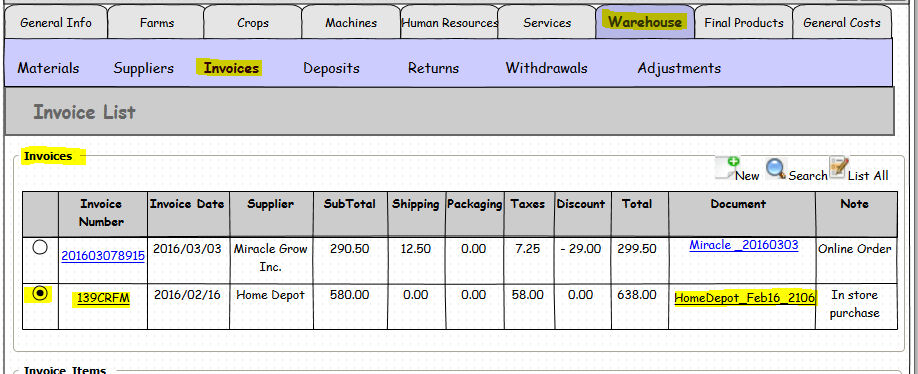 General Info Farms Crops Machines Human Resources Services Warehouse Final Products General Costs
Materials Suppliers Invoices Deposits Returns Withdrawals Adjustments
Invoice List
Invoices
New Search List All
Invoice Number Invoice Date Supplier SubTotal Shipping Packaging Taxes Discount Total Document Note
201603078915 2016/03/03 Miracle Grow Inc. 290.50 12.50 0.00 7.25 - 29.00 299.50 Miracle _20160303 Online Order
139CRFM 2016/02/16 Home Depot 580.00 0.00 0.00 58.00 0.00 638.00 HomeDepot_Feb16_2106 In store purchase
Invoice Items